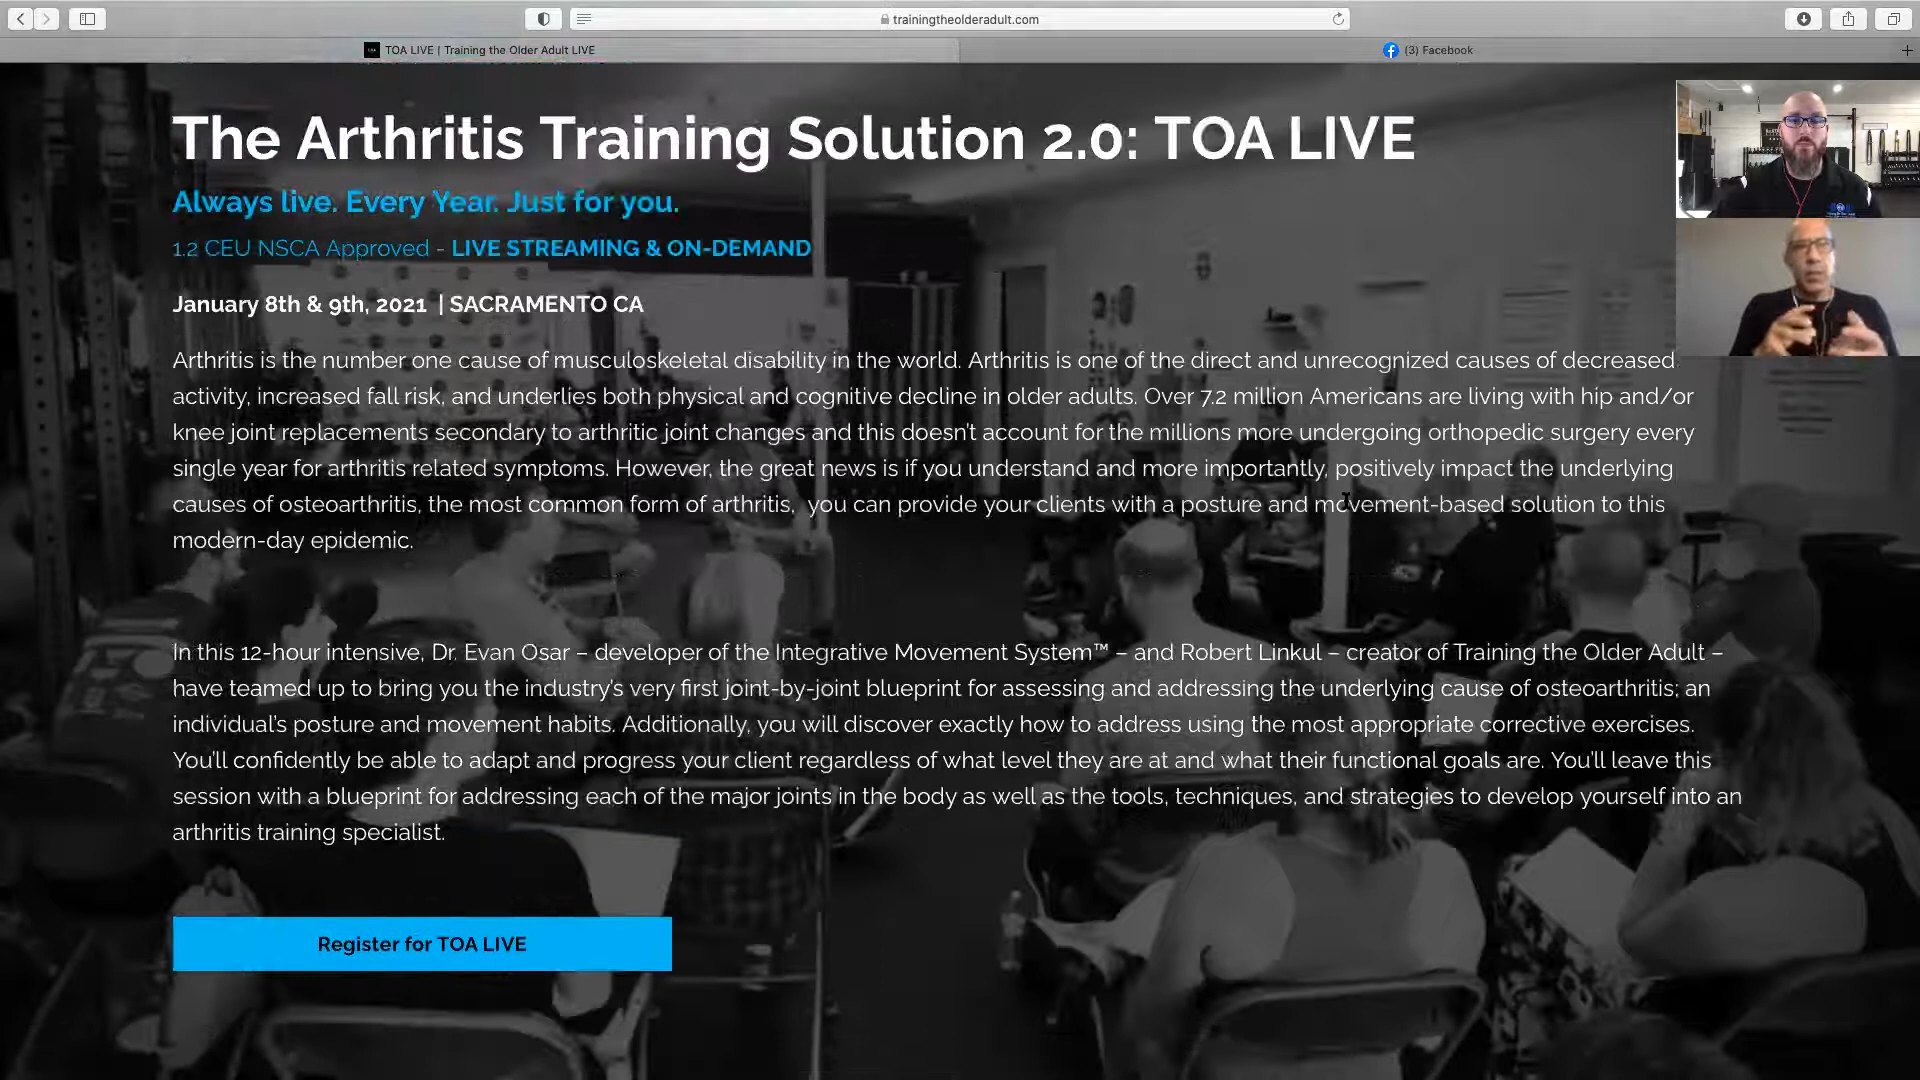 trainingtheolderadult.com
TOA LIVE | Training the Older Adult LIVE
(3) Facebook
The Arthritis Training Solution 2.0: TOA LIVE
Always live. Every Year. Just for you.
1.2 CEU NSCA Approved - LIVE STREAMING & ON-DEMAND
January 8th & 9th, 2021 | SACRAMENTO CA
Arthritis is the number one cause of musculoskeletal disability in the world. Arthritis is one of the direct and unrecognized causes of decreased
activity, increased fall risk, and underlies both physical and cognitive decline in older adults. Over 7.2 million Americans are living with hip and/or
knee joint replacements secondary to arthritic joint changes and this doesn't account for the millions more undergoing orthopedic surgery every
single year for arthritis related symptoms. However, the great news is if you understand and more importantly, positively impact the underlying
causes of osteoarthritis, the most common form of arthritis, you can provide your clients with a posture and movement-based solution to this
modern-day epidemic.
In this 12-hour intensive, Dr. Evan Osar – developer of the Integrative Movement System™ – and Robert Linkul – creator of Training the Older Adult –
have teamed up to bring you the industry's very first joint-by-joint blueprint for assessing and addressing the underlying cause of osteoarthritis; an
individual's posture and movement habits. Additionally, you will discover exactly how to address using the most appropriate corrective exercises.
You'll confidently be able to adapt and progress your client regardless of what level they are at and what their functional goals are. You'll leave this
session with a blueprint for addressing each of the major joints in the body as well as the tools, techniques, and strategies to develop yourself into an
arthritis training specialist.
Register for TOA LIVE